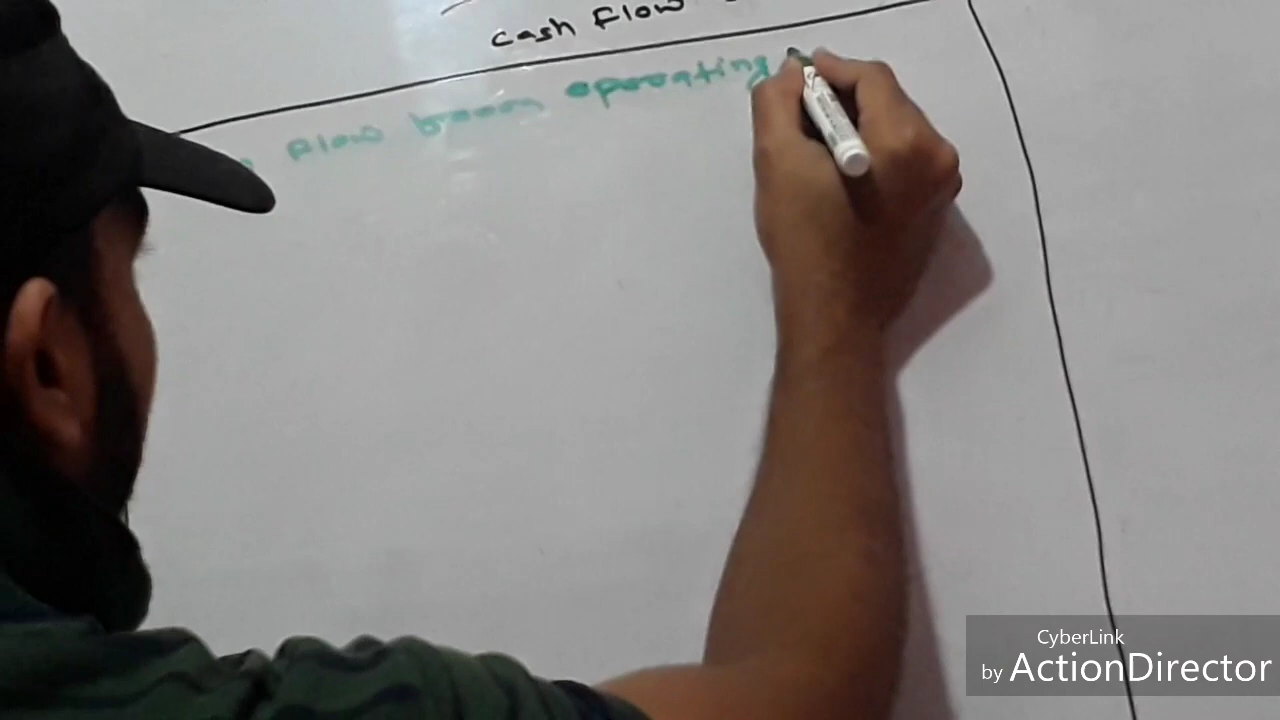 cash flow
flow from operating
CyberLink
by ActionDirector